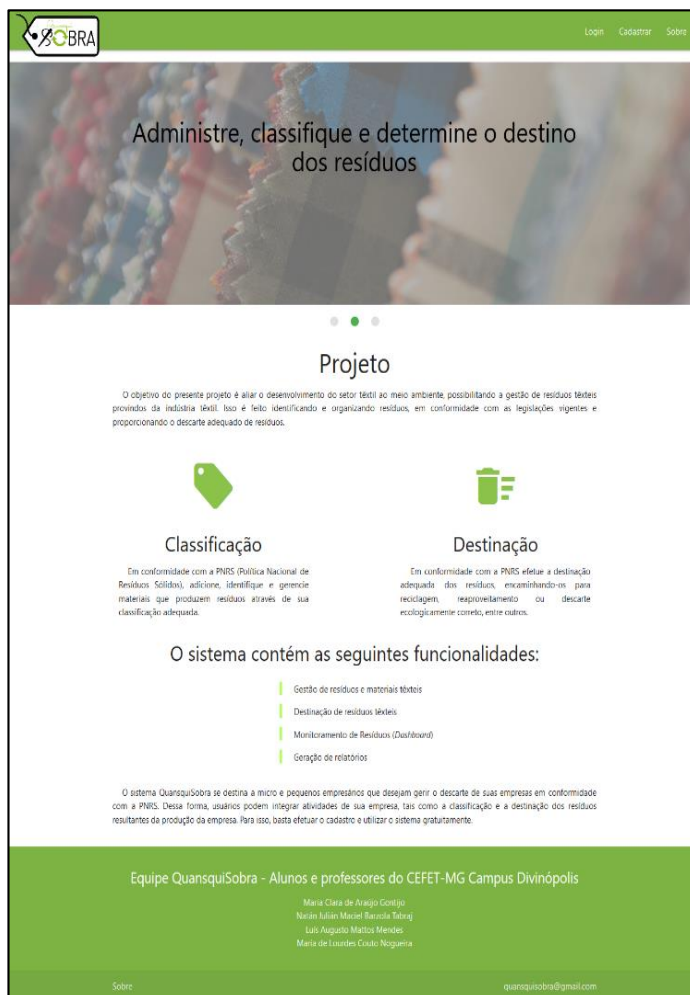 SOBRA
Login Cadastrar Sobre
Administre, classifique e determine o destino
dos resíduos
Projeto
O objetivo do presente projeto é aliar o desenvolvimento do setor têxtil ao meio ambiente, possibilitando a gestão de resíduos têxteis
provindos da indústria têxtil. Isso é feito identificando e organizando resíduos, em conformidade com as legislações vigentes e
proporcionando o descarte adequado de resíduos.
Classificação
Em conformidade com a PNRS (Política Nacional de
Resíduos Sólidos), adicione, identifique e gerencie
materiais que produzem resíduos através de sua
classificação adequada.
Destinação
Em conformidade com a PNRS efetue a destinação
adequada dos resíduos, encaminhando-os para
reciclagem, reaproveitamento ou descarte
ecologicamente correto, entre outros.
O sistema contém as seguintes funcionalidades:
Gestão de resíduos e materiais têxteis
Destinação de resíduos têxteis
Monitoramento de Resíduos (Dashboard)
Geração de relatórios
O sistema QuansquiSobra se destina a micro e pequenos empresários que desejam gerir o descarte de suas empresas em conformidade
com a PNRS. Dessa forma, usuários podem integrar atividades de sua empresa, tais como a classificação e a destinação dos resíduos
resultantes da produção da empresa. Para isso, basta efetuar o cadastro e utilizar o sistema gratuitamente.
Equipe QuansquiSobra - Alunos e professores do CEFET-MG Campus Divinópolis
Maria Clara de Araújo Gontijo
Natán Julián Maciel Barzola Tabraj
Luís Augusto Mattos Mendes
Maria de Lourdes Couto Nogueira
Sobre quansquisobra@gmail.com